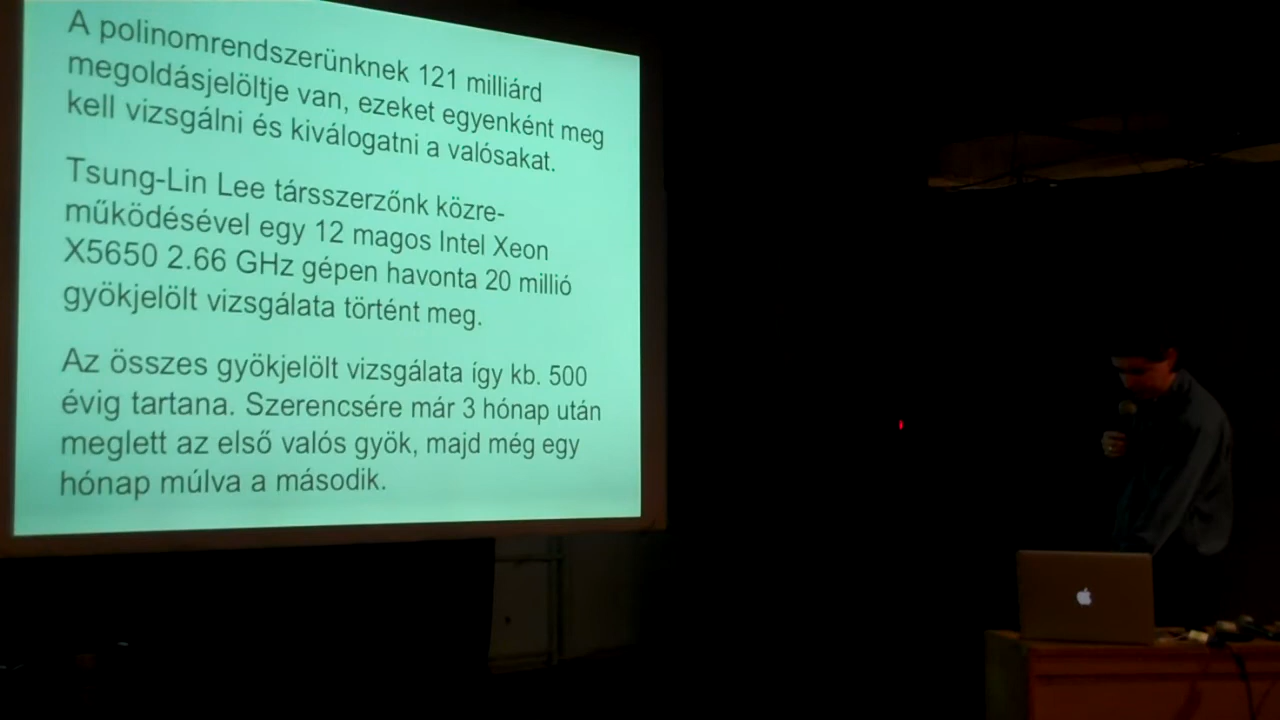 A polinomrendszerünknek 121 milliárd
megoldásjelöltje van, ezeket egyenként meg
kell vizsgálni és kiválogatni a valósakat.
Tsung-Lin Lee társszerzőnk közre-
működésével egy 12 magos Intel Xeon
X5650 2.66 GHz gépen havonta 20 millió
gyökjelölt vizsgálata történt meg.
Az összes gyökjelölt vizsgálata így kb. 500
évig tartana. Szerencsére már 3 hónap után
meglett az első valós gyök, majd még egy
hónap múlva a második.